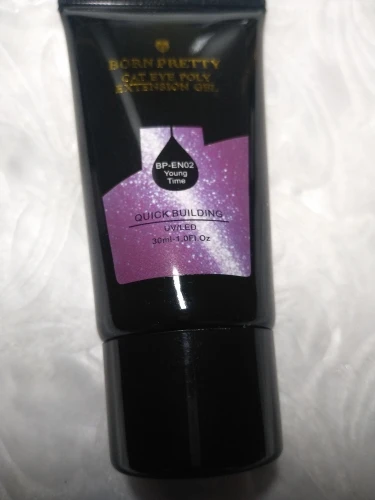 BORN PRETTY
CAT EYE POLY
EXTENSION GEL
BP-EN02
Young
Time
QUICK BUILDING
UV/LED
30ml-1.0Fl.Oz